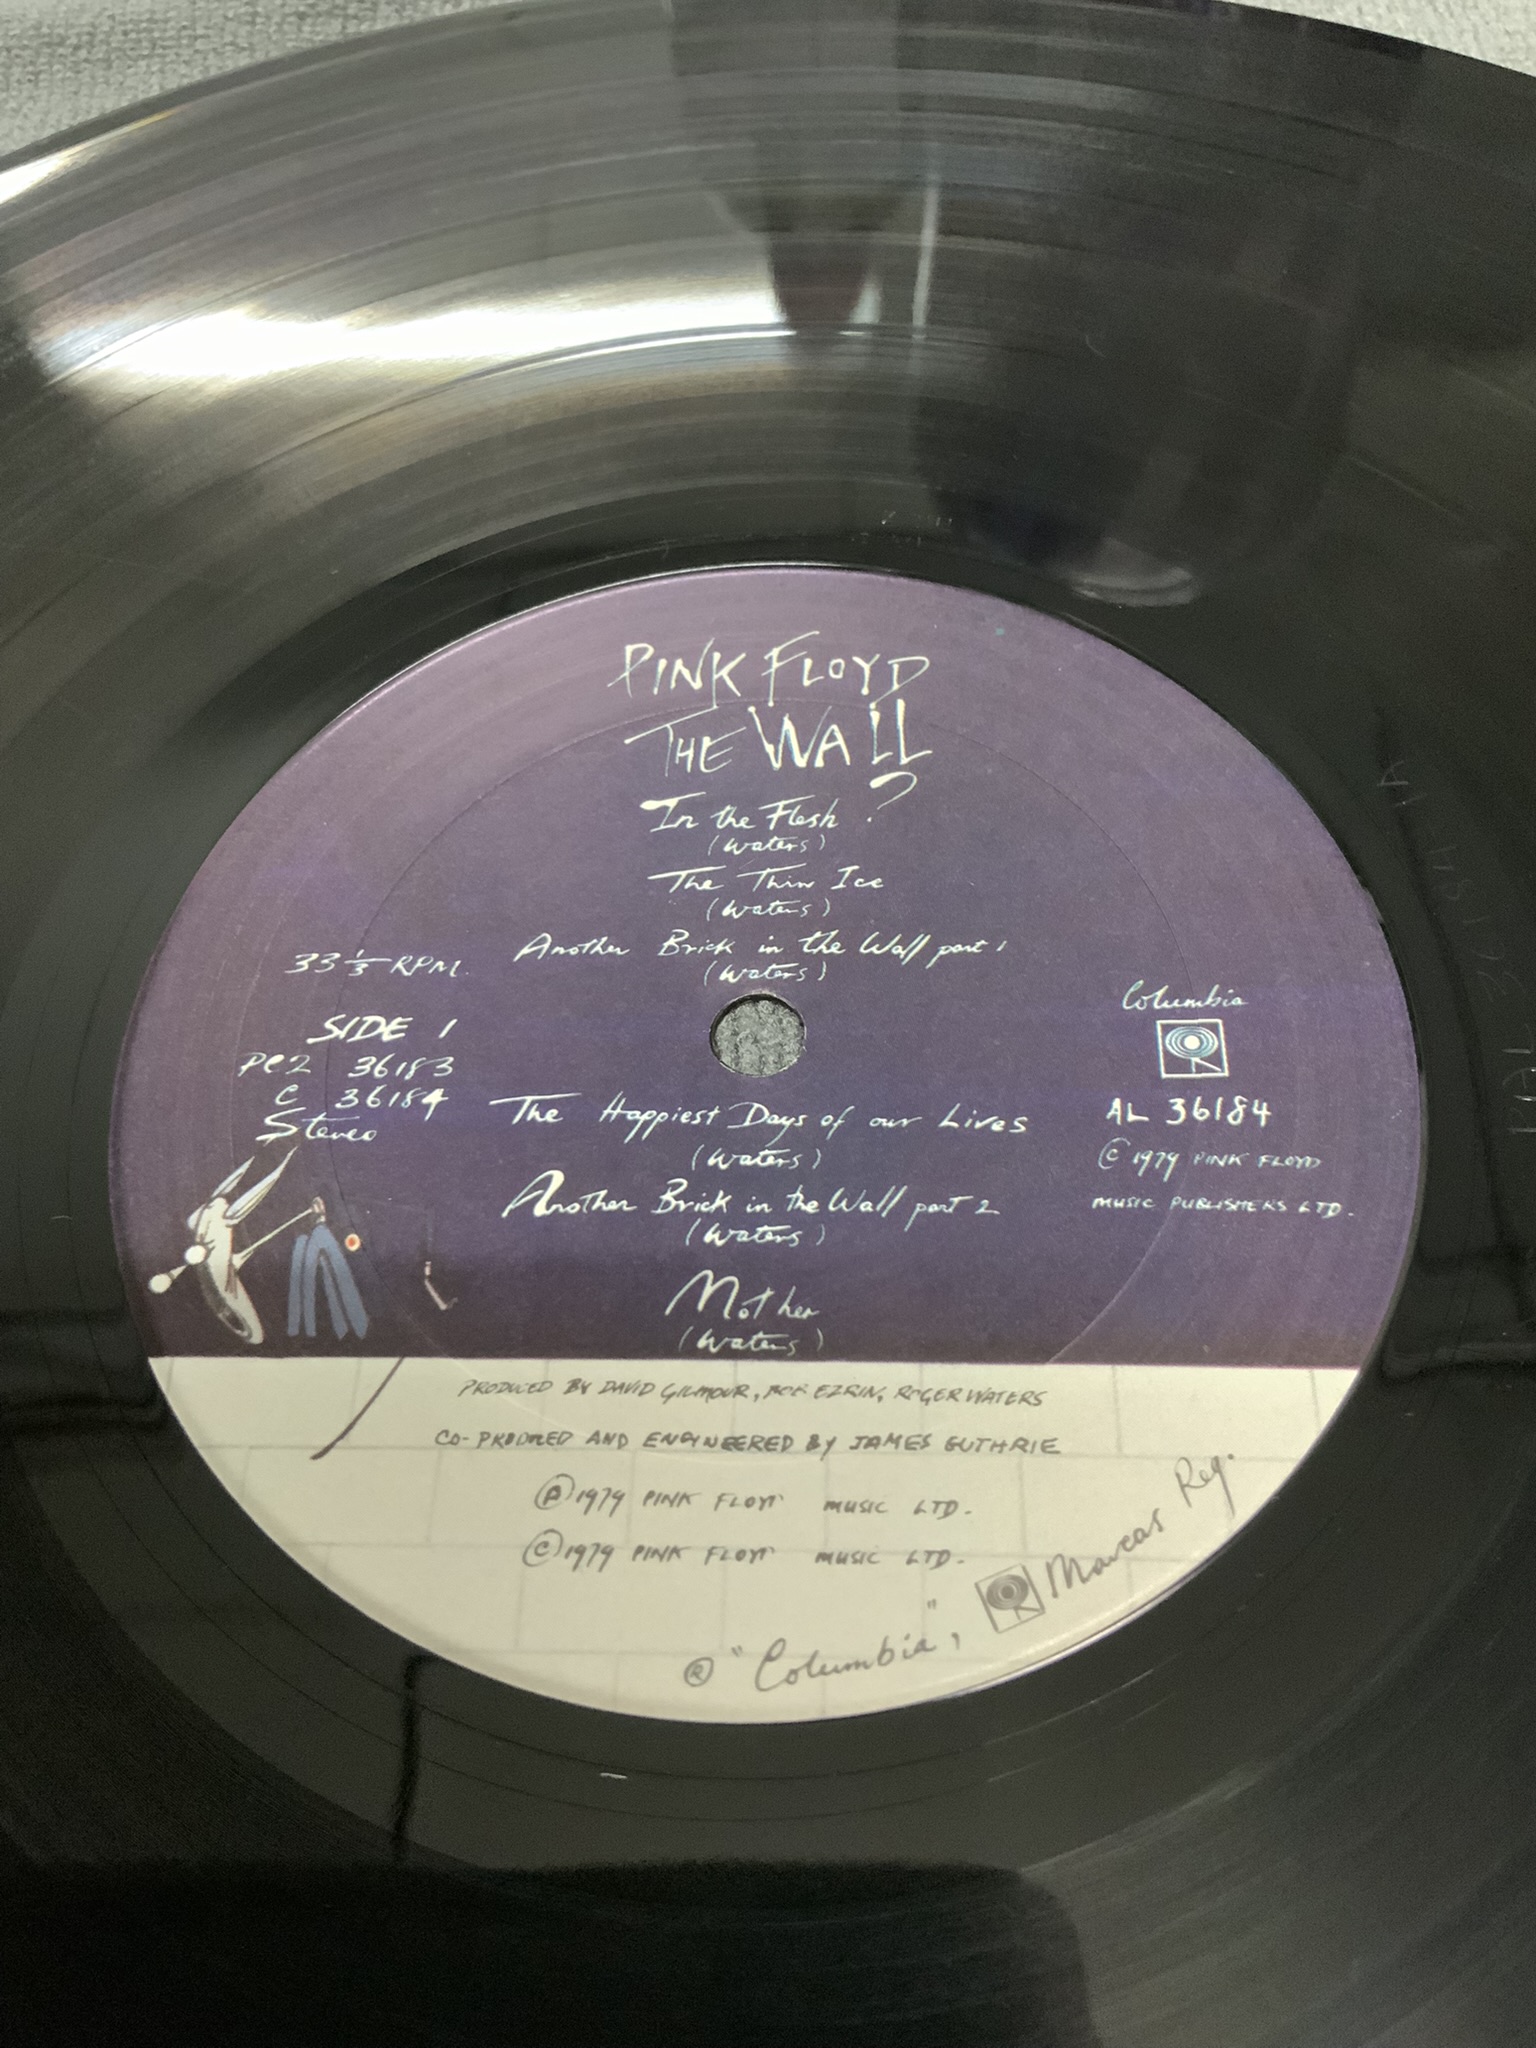 PINK FLOYD
THE WALL
In the Flesh ?
(Waters)
The Thin Ice
(Waters)
Another Brick in the Wall part 1
(Waters)
33 1/3 RPM.
SIDE 1
PC2 36183
C 36184
Stereo
Columbia
AL 36184
© 1979 PINK FLOYD
MUSIC PUBLISHERS LTD.
The Happiest Days of our Lives
(Waters)
Another Brick in the Wall part 2
(Waters)
Mother
(Waters)
PRODUCED BY DAVID GILMOUR, BOB EZRIN, ROGER WATERS
CO-PRODUCED AND ENGINEERED BY JAMES GUTHRIE
℗ 1979 PINK FLOYD MUSIC LTD.
© 1979 PINK FLOYD MUSIC LTD.
® "Columbia", Marcas Reg.